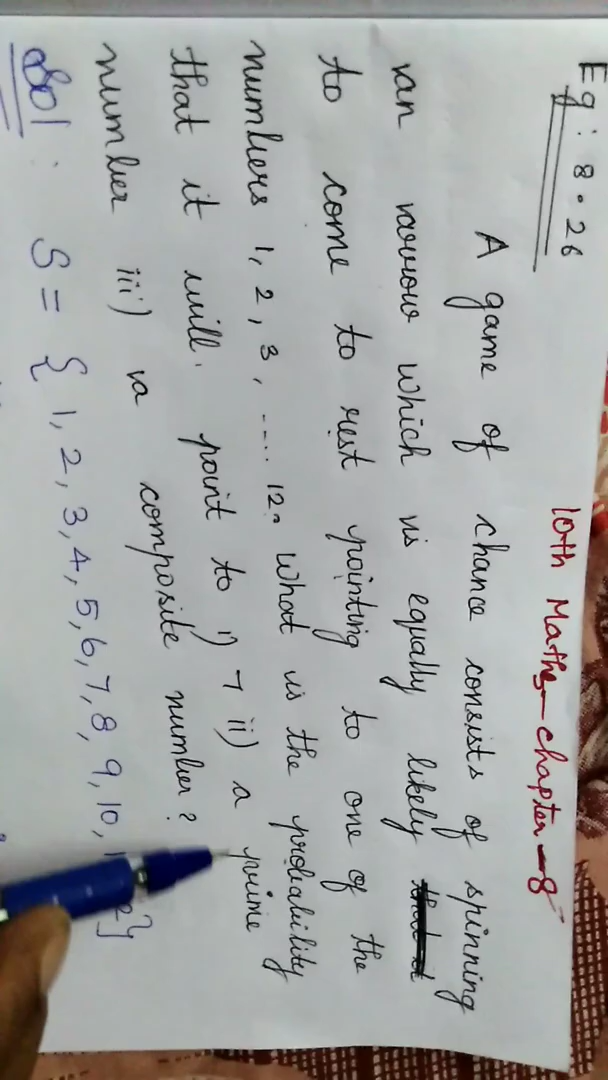 10th Maths - chapter - 8
Eg : 8.26
A game of chance consists of spinning
an arrow which is equally likely
to come to rest pointing to one of the
numbers 1, 2, 3, ..... 12. What is the probability
that it will point to i) 7 ii) a prime
number iii) a composite number?
Sol : S = { 1, 2, 3, 4, 5, 6, 7, 8, 9, 10,